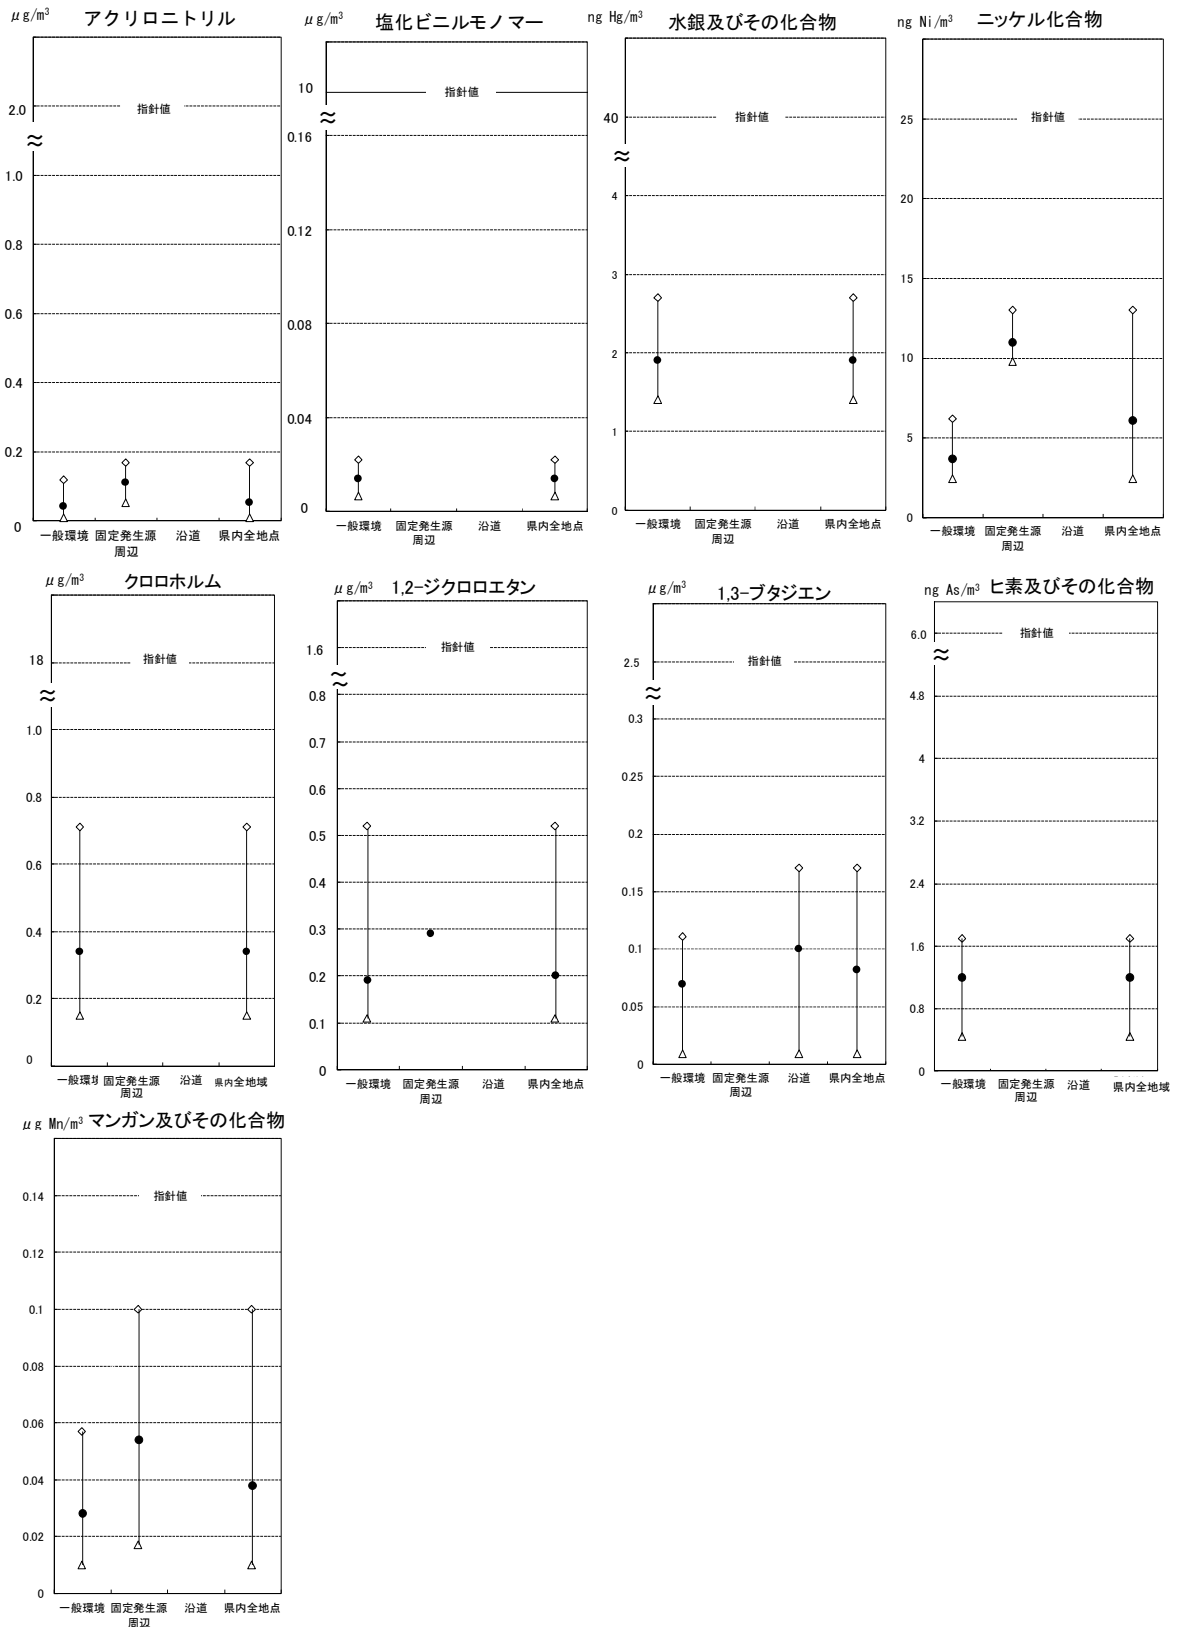 μg/m³ アクリロニトリル
2.0
指針値
≈
1.0
0.8
0.6
0.4
0.2
0
一般環境 固定発生源 沿道 県内全地点
周辺
μg/m³ 塩化ビニルモノマー
10
指針値
≈
0.16
0.12
0.08
0.04
0
一般環境 固定発生源 沿道 県内全地点
周辺
ng Hg/m³ 水銀及びその化合物
40
指針値
≈
4
3
2
1
0
一般環境 固定発生源 沿道 県内全地点
周辺
ng Ni/m³ ニッケル化合物
25
指針値
20
15
10
5
0
一般環境 固定発生源 沿道 県内全地点
周辺
μg/m³ クロロホルム
18
指針値
≈
1.0
0.8
0.6
0.4
0.2
0
一般環境 固定発生源 沿道 県内全地域
周辺
μg/m³ 1,2-ジクロロエタン
1.6
指針値
≈
0.8
0.7
0.6
0.5
0.4
0.3
0.2
0.1
0
一般環境 固定発生源 沿道 県内全地点
周辺
μg/m³ 1,3-ブタジエン
2.5
指針値
≈
0.3
0.25
0.2
0.15
0.1
0.05
0
一般環境 固定発生源 沿道 県内全地点
周辺
ng As/m³ ヒ素及びその化合物
6.0
指針値
≈
4.8
4
3.2
2.4
1.6
0.8
0
一般環境 固定発生源 沿道 県内全地域
周辺
μg Mn/m³ マンガン及びその化合物
0.14
指針値
0.12
0.1
0.08
0.06
0.04
0.02
0
一般環境 固定発生源 沿道 県内全地点
周辺